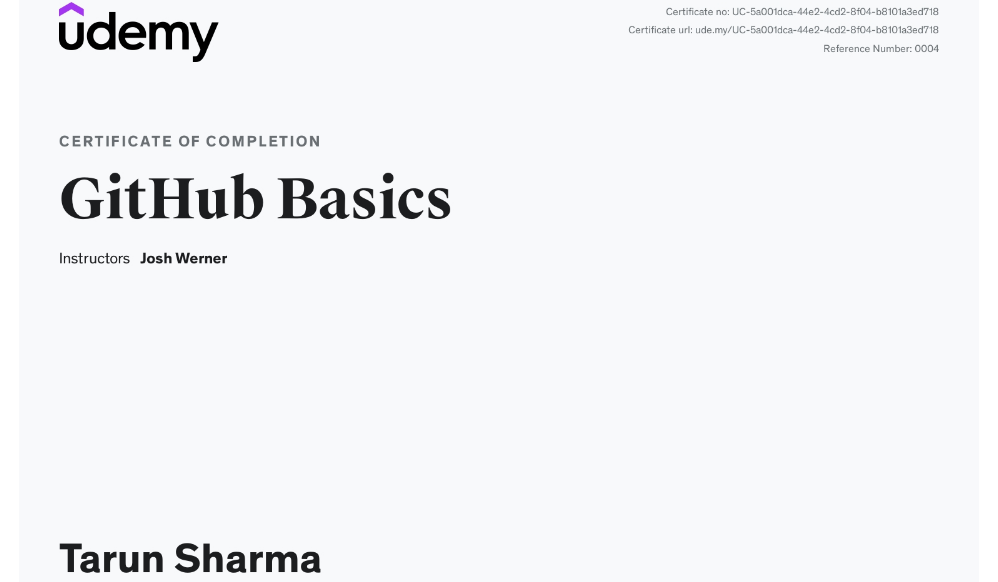 udemy
Certificate no: UC-5a001dca-44e2-4cd2-8f04-b8101a3ed718
Certificate url: ude.my/UC-5a001dca-44e2-4cd2-8f04-b8101a3ed718
Reference Number: 0004
CERTIFICATE OF COMPLETION
GitHub Basics
Instructors Josh Werner
Tarun Sharma